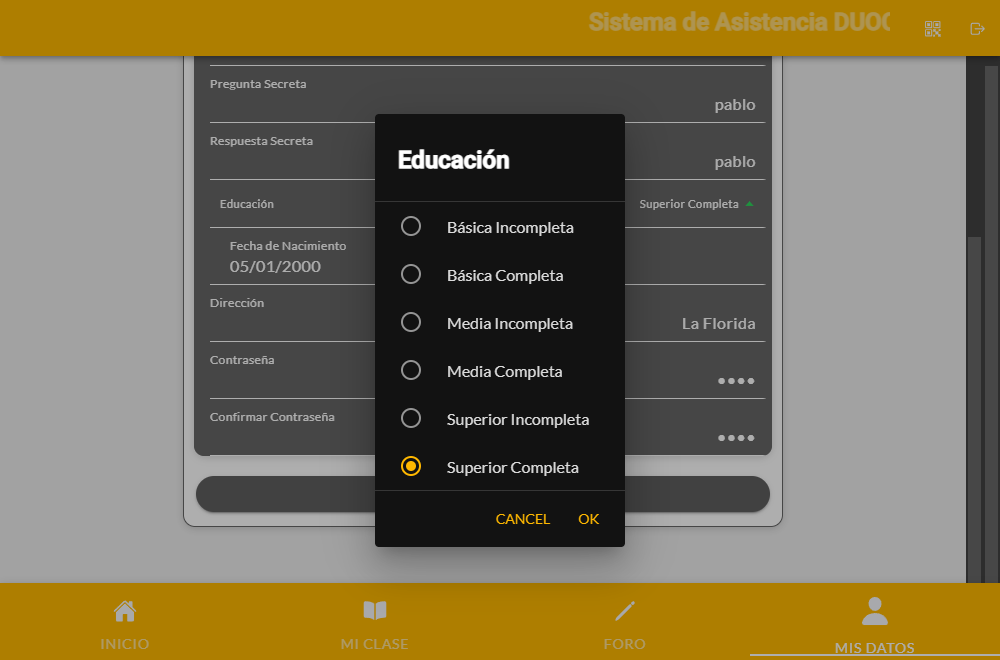 Sistema de Asistencia DUOC
Pregunta Secreta
pablo
Respuesta Secreta
pablo
Educación
Superior Completa
Fecha de Nacimiento
05/01/2000
Dirección
La Florida
Contraseña
••••
Confirmar Contraseña
••••
Educación
Básica Incompleta
Básica Completa
Media Incompleta
Media Completa
Superior Incompleta
Superior Completa
CANCEL OK
INICIO MI CLASE FORO MIS DATOS